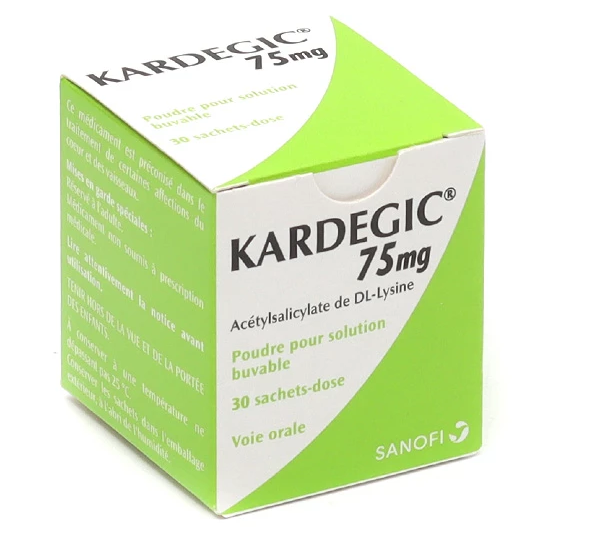 KARDEGIC®
75mg
Poudre pour solution
buvable
30 sachets-dose
Ce médicament est préconisé dans le
traitement de certaines affections du
coeur et des vaisseaux.
Mises en garde spéciales :
Réservé à l'adulte.
Médicament non soumis à prescription
médicale.
Lire attentivement la notice avant
utilisation.
TENIR HORS DE LA VUE ET DE LA PORTÉE
DES ENFANTS.
A conserver à une température ne
dépassant pas 25 °C.
Conserver les sachets dans l'emballage
extérieur, à l'abri de l'humidité.
KARDEGIC®
75mg
Acétylsalicylate de DL-Lysine
Poudre pour solution
buvable
30 sachets-dose
Voie orale
SANOFI